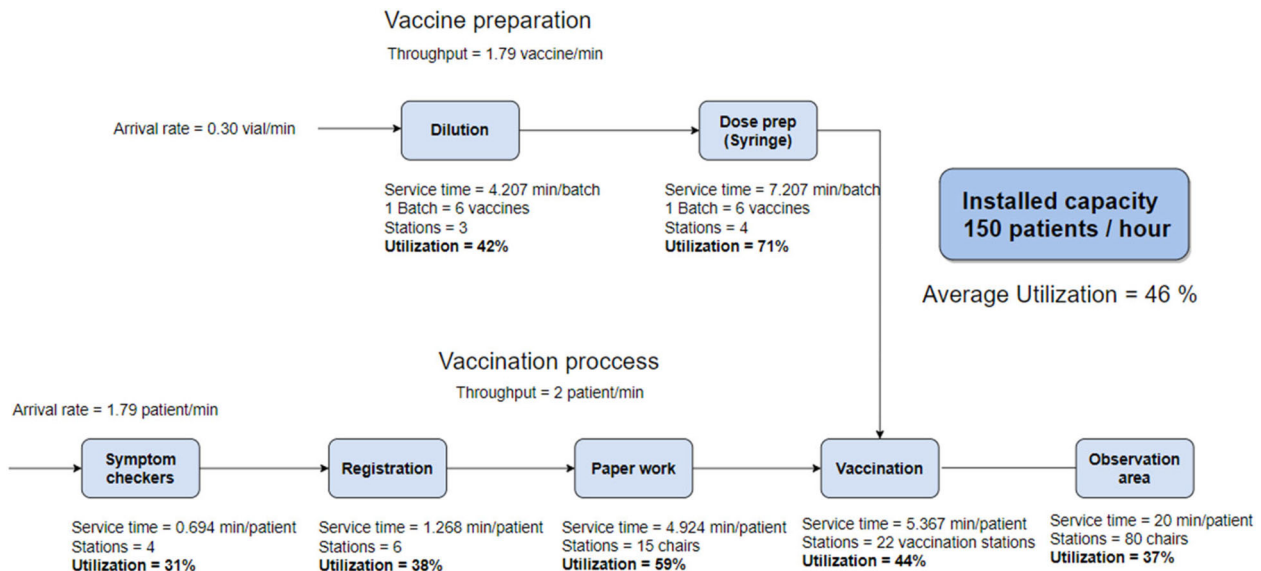 Vaccine preparation
Throughput = 1.79 vaccine/min
Arrival rate = 0.30 vial/min
Dilution
Dose prep
(Syringe)
Service time = 4.207 min/batch
1 Batch = 6 vaccines
Stations = 3
Utilization = 42%
Service time = 7.207 min/batch
1 Batch = 6 vaccines
Stations = 4
Utilization = 71%
Installed capacity
150 patients / hour
Average Utilization = 46 %
Vaccination proccess
Throughput = 2 patient/min
Arrival rate = 1.79 patient/min
Symptom
checkers
Registration
Paper work
Vaccination
Observation
area
Service time = 0.694 min/patient
Stations = 4
Utilization = 31%
Service time = 1.268 min/patient
Stations = 6
Utilization = 38%
Service time = 4.924 min/patient
Stations = 15 chairs
Utilization = 59%
Service time = 5.367 min/patient
Stations = 22 vaccination stations
Utilization = 44%
Service time = 20 min/patient
Stations = 80 chairs
Utilization = 37%